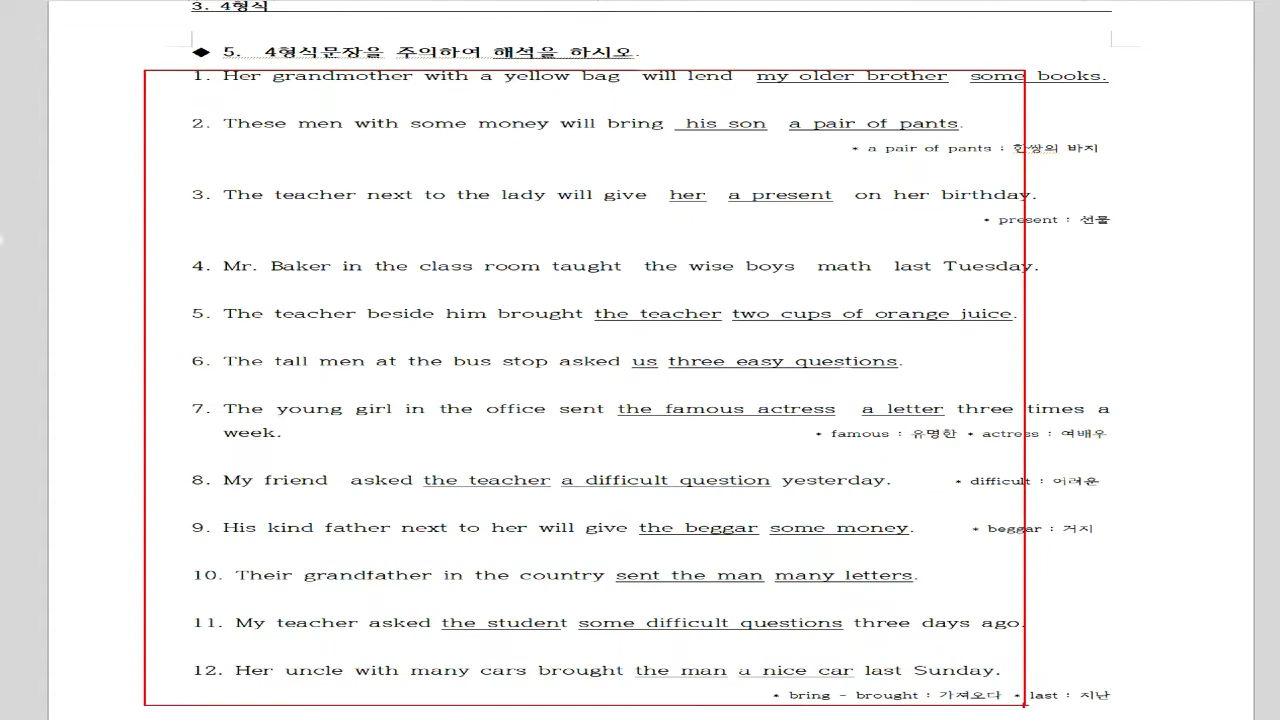 3. 4형식
◆ 5. 4형식문장을 주의하여 해석을 하시오.
1. Her grandmother with a yellow bag will lend my older brother some books.
2. These men with some money will bring his son a pair of pants.
* a pair of pants : 한쌍의 바지
3. The teacher next to the lady will give her a present on her birthday.
* present : 선물
4. Mr. Baker in the class room taught the wise boys math last Tuesday.
5. The teacher beside him brought the teacher two cups of orange juice.
6. The tall men at the bus stop asked us three easy questions.
7. The young girl in the office sent the famous actress a letter three times a
week. * famous : 유명한 * actress : 여배우
8. My friend asked the teacher a difficult question yesterday. * difficult : 어려운
9. His kind father next to her will give the beggar some money. * beggar : 거지
10. Their grandfather in the country sent the man many letters.
11. My teacher asked the student some difficult questions three days ago.
12. Her uncle with many cars brought the man a nice car last Sunday.
* bring - brought : 가져오다 * last : 지난